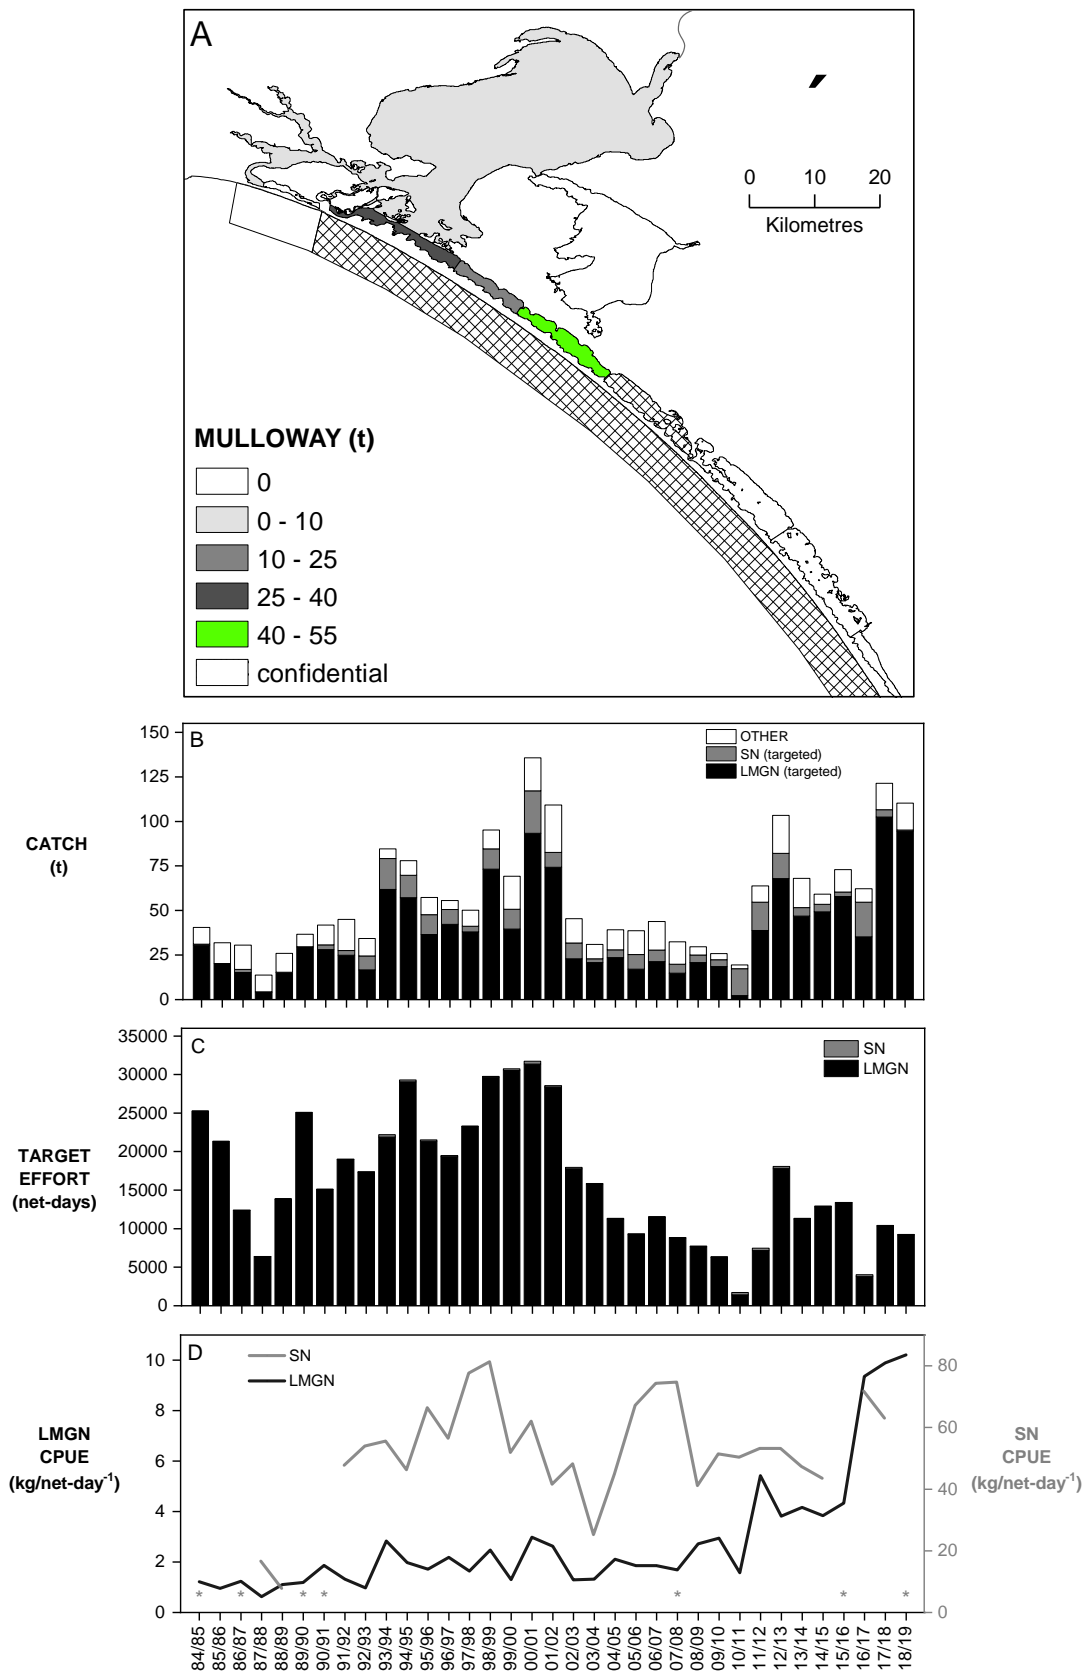 A
0 10 20
Kilometres
MULLOWAY (t)
0
0 - 10
10 - 25
25 - 40
40 - 55
confidential
B
OTHER
SN (targeted)
LMGN (targeted)
150
125
100
75
50
25
0
CATCH
(t)
C
SN
LMGN
35000
30000
25000
20000
15000
10000
5000
0
TARGET
EFFORT
(net-days)
D
SN
LMGN
10
8
6
4
2
0
LMGN
CPUE
(kg/net-day-1)
80
60
40
20
0
SN
CPUE
(kg/net-day-1)
* * * * * * *
84/85
85/86
86/87
87/88
88/89
89/90
90/91
91/92
92/93
93/94
94/95
95/96
96/97
97/98
98/99
99/00
00/01
01/02
02/03
03/04
04/05
05/06
06/07
07/08
08/09
09/10
10/11
11/12
12/13
13/14
14/15
15/16
16/17
17/18
18/19